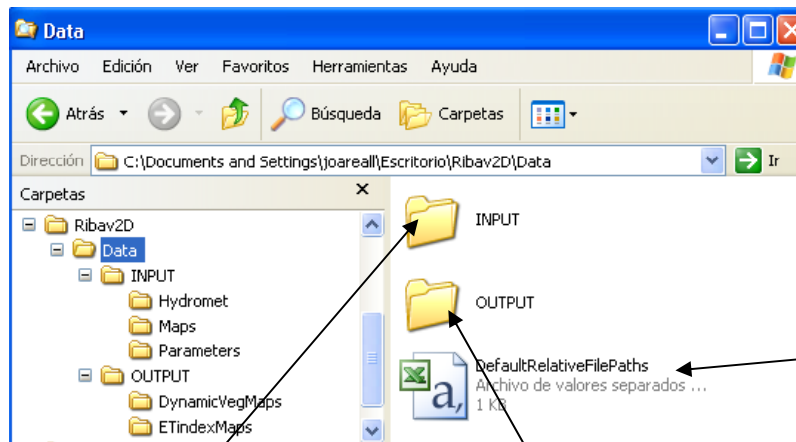 Data
Archivo Edición Ver Favoritos Herramientas Ayuda
Atrás Búsqueda Carpetas
Dirección C:\Documents and Settings\joareall\Escritorio\Ribav2D\Data Ir
Carpetas x
Ribav2D
Data
INPUT
Hydromet
Maps
Parameters
OUTPUT
DynamicVegMaps
ETindexMaps
INPUT
OUTPUT
DefaultRelativeFilePaths
Archivo de valores separados ...
1 KB